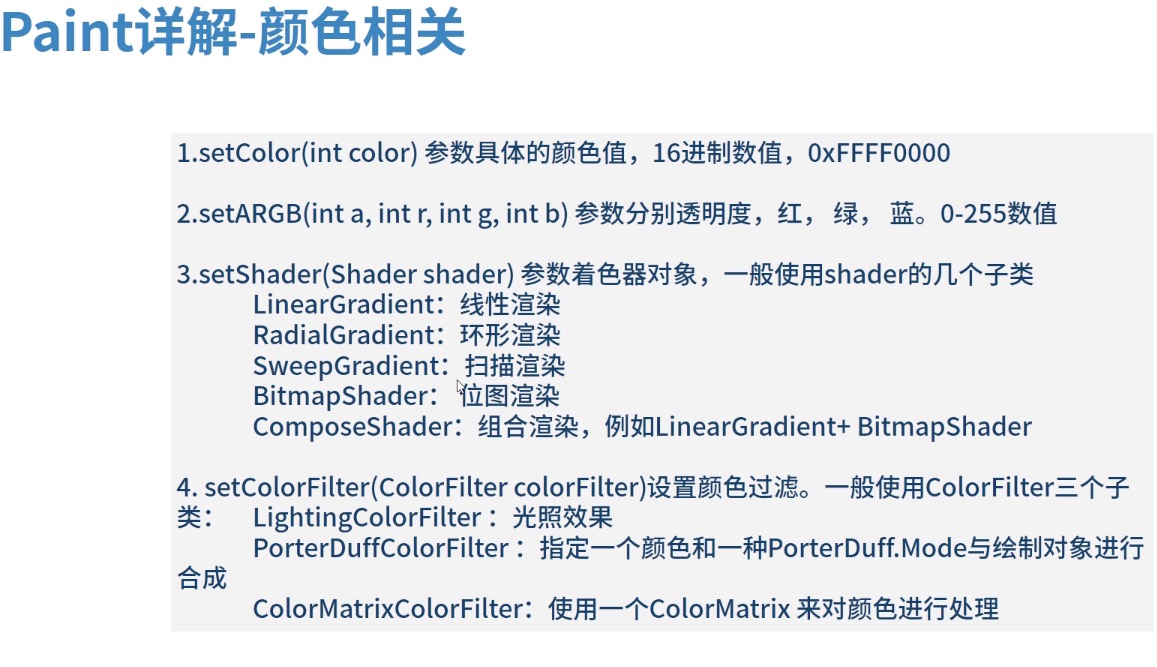 Paint详解-颜色相关
1.setColor(int color) 参数具体的颜色值，16进制数值，0xFFFF0000
2.setARGB(int a, int r, int g, int b) 参数分别透明度，红， 绿， 蓝。0-255数值
3.setShader(Shader shader) 参数着色器对象，一般使用shader的几个子类
LinearGradient：线性渲染
RadialGradient：环形渲染
SweepGradient：扫描渲染
BitmapShader： 位图渲染
ComposeShader：组合渲染，例如LinearGradient+ BitmapShader
4. setColorFilter(ColorFilter colorFilter)设置颜色过滤。一般使用ColorFilter三个子
类： LightingColorFilter ：光照效果
PorterDuffColorFilter ：指定一个颜色和一种PorterDuff.Mode与绘制对象进行
合成
ColorMatrixColorFilter：使用一个ColorMatrix 来对颜色进行处理